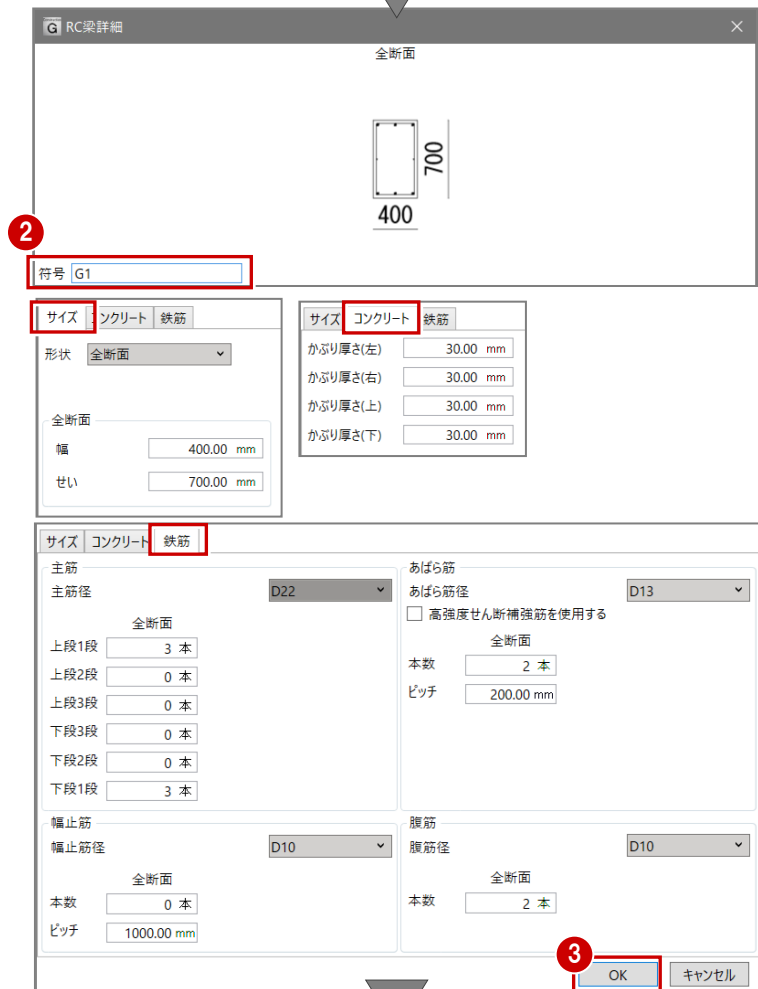 G RC梁詳細
全断面
700
400
2
符号 G1
サイズ コンクリート 鉄筋
形状 全断面
全断面
幅 400.00 mm
せい 700.00 mm
サイズ コンクリート 鉄筋
かぶり厚さ(左) 30.00 mm
かぶり厚さ(右) 30.00 mm
かぶり厚さ(上) 30.00 mm
かぶり厚さ(下) 30.00 mm
サイズ コンクリート 鉄筋
主筋
主筋径 D22
全断面
上段1段 3 本
上段2段 0 本
上段3段 0 本
下段3段 0 本
下段2段 0 本
下段1段 3 本
あばら筋
あばら筋径 D13
高強度せん断補強筋を使用する
全断面
本数 2 本
ピッチ 200.00 mm
幅止筋
幅止筋径 D10
全断面
本数 0 本
ピッチ 1000.00 mm
腹筋
腹筋径 D10
全断面
本数 2 本
3
OK キャンセル